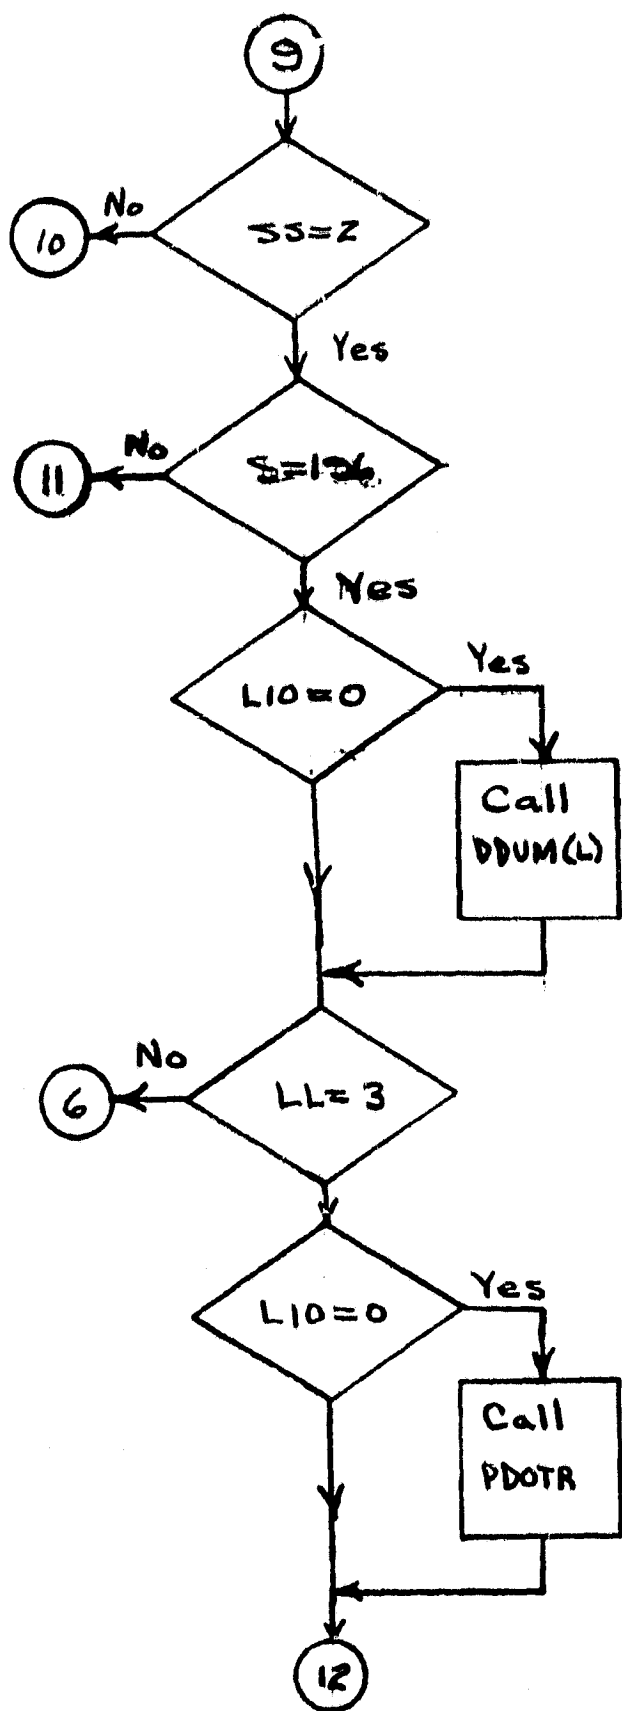 9
SS=2
No
10
Yes
No
11
Yes
L10=0
Yes
Call
DDUM(L)
LL=3
No
6
L10=0
Yes
Call
PDOTR
12